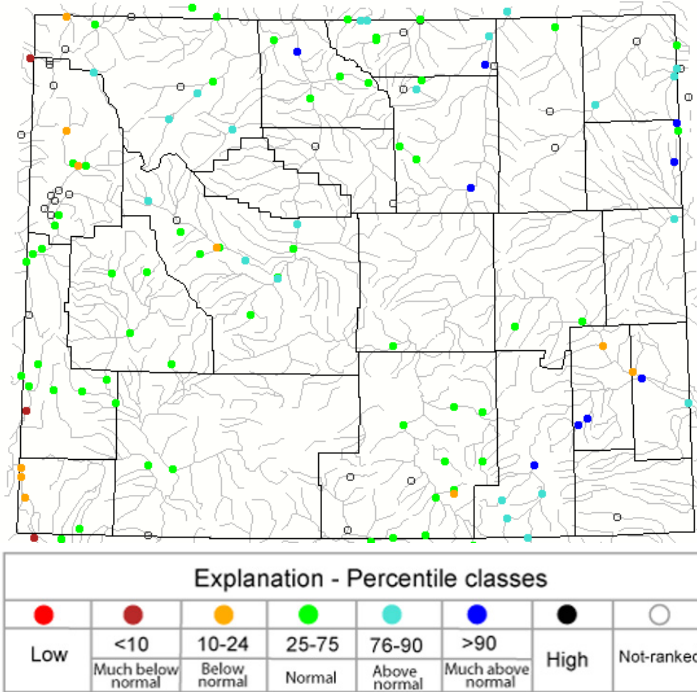 Explanation - Percentile classes
Low
<10
Much below
normal
10-24
Below
normal
25-75
Normal
76-90
Above
normal
>90
Much above
normal
High
Not-ranked